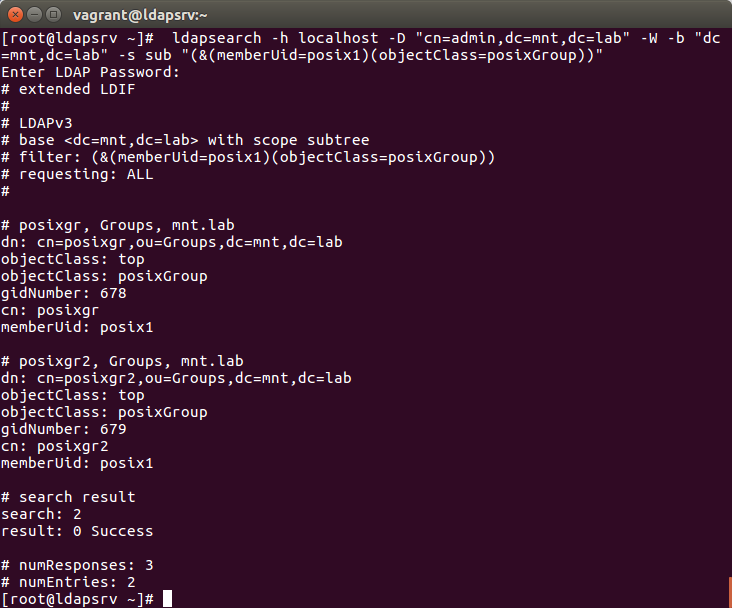 vagrant@ldapsrv:~
[root@ldapsrv ~]#  ldapsearch -h localhost -D "cn=admin,dc=mnt,dc=lab" -W -b "dc
=mnt,dc=lab" -s sub "(&(memberUid=posix1)(objectClass=posixGroup))"
Enter LDAP Password:
# extended LDIF
#
# LDAPv3
# base <dc=mnt,dc=lab> with scope subtree
# filter: (&(memberUid=posix1)(objectClass=posixGroup))
# requesting: ALL
#

# posixgr, Groups, mnt.lab
dn: cn=posixgr,ou=Groups,dc=mnt,dc=lab
objectClass: top
objectClass: posixGroup
gidNumber: 678
cn: posixgr
memberUid: posix1

# posixgr2, Groups, mnt.lab
dn: cn=posixgr2,ou=Groups,dc=mnt,dc=lab
objectClass: top
objectClass: posixGroup
gidNumber: 679
cn: posixgr2
memberUid: posix1

# search result
search: 2
result: 0 Success

# numResponses: 3
# numEntries: 2
[root@ldapsrv ~]#